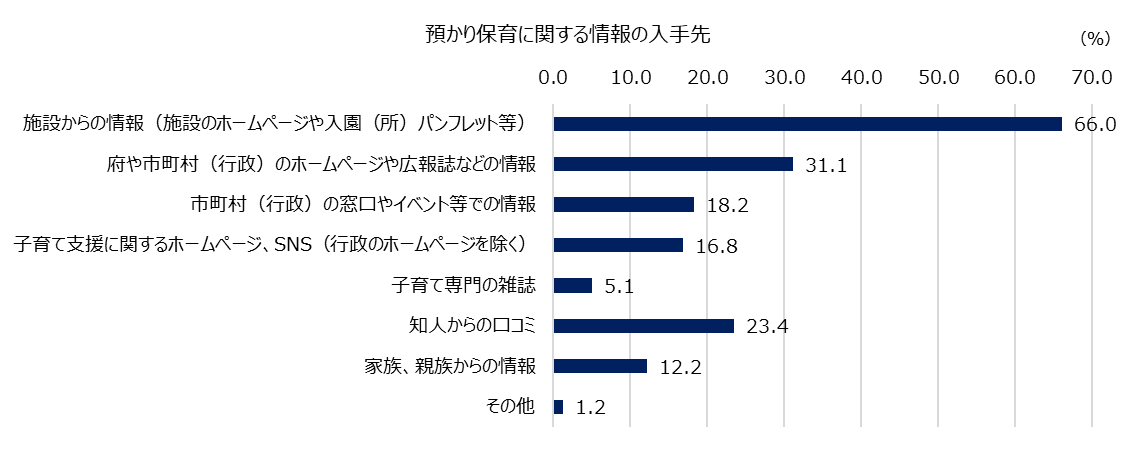 預かり保育に関する情報の入手先
（%）
0.0 10.0 20.0 30.0 40.0 50.0 60.0 70.0
施設からの情報（施設のホームページや入園（所）パンフレット等） 66.0
府や市町村（行政）のホームページや広報誌などの情報 31.1
市町村（行政）の窓口やイベント等での情報 18.2
子育て支援に関するホームページ、SNS（行政のホームページを除く） 16.8
子育て専門の雑誌 5.1
知人からの口コミ 23.4
家族、親族からの情報 12.2
その他 1.2